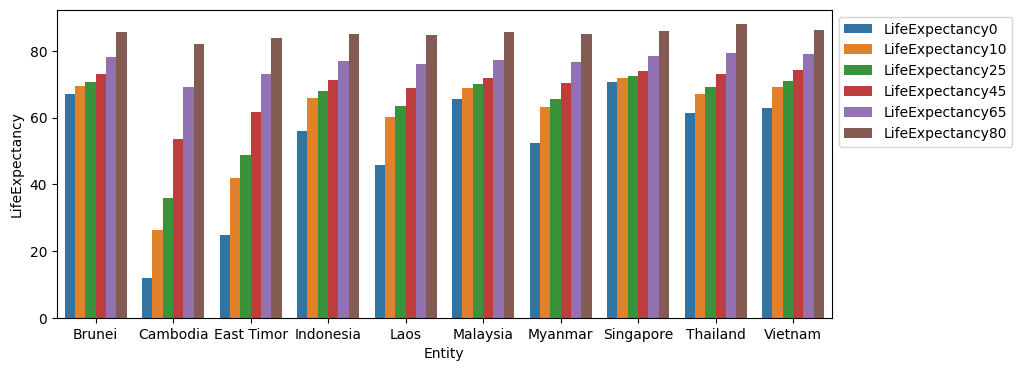 LifeExpectancy
80
60
40
20
0
Brunei Cambodia East Timor Indonesia Laos Malaysia Myanmar Singapore Thailand Vietnam
Entity
LifeExpectancy0
LifeExpectancy10
LifeExpectancy25
LifeExpectancy45
LifeExpectancy65
LifeExpectancy80